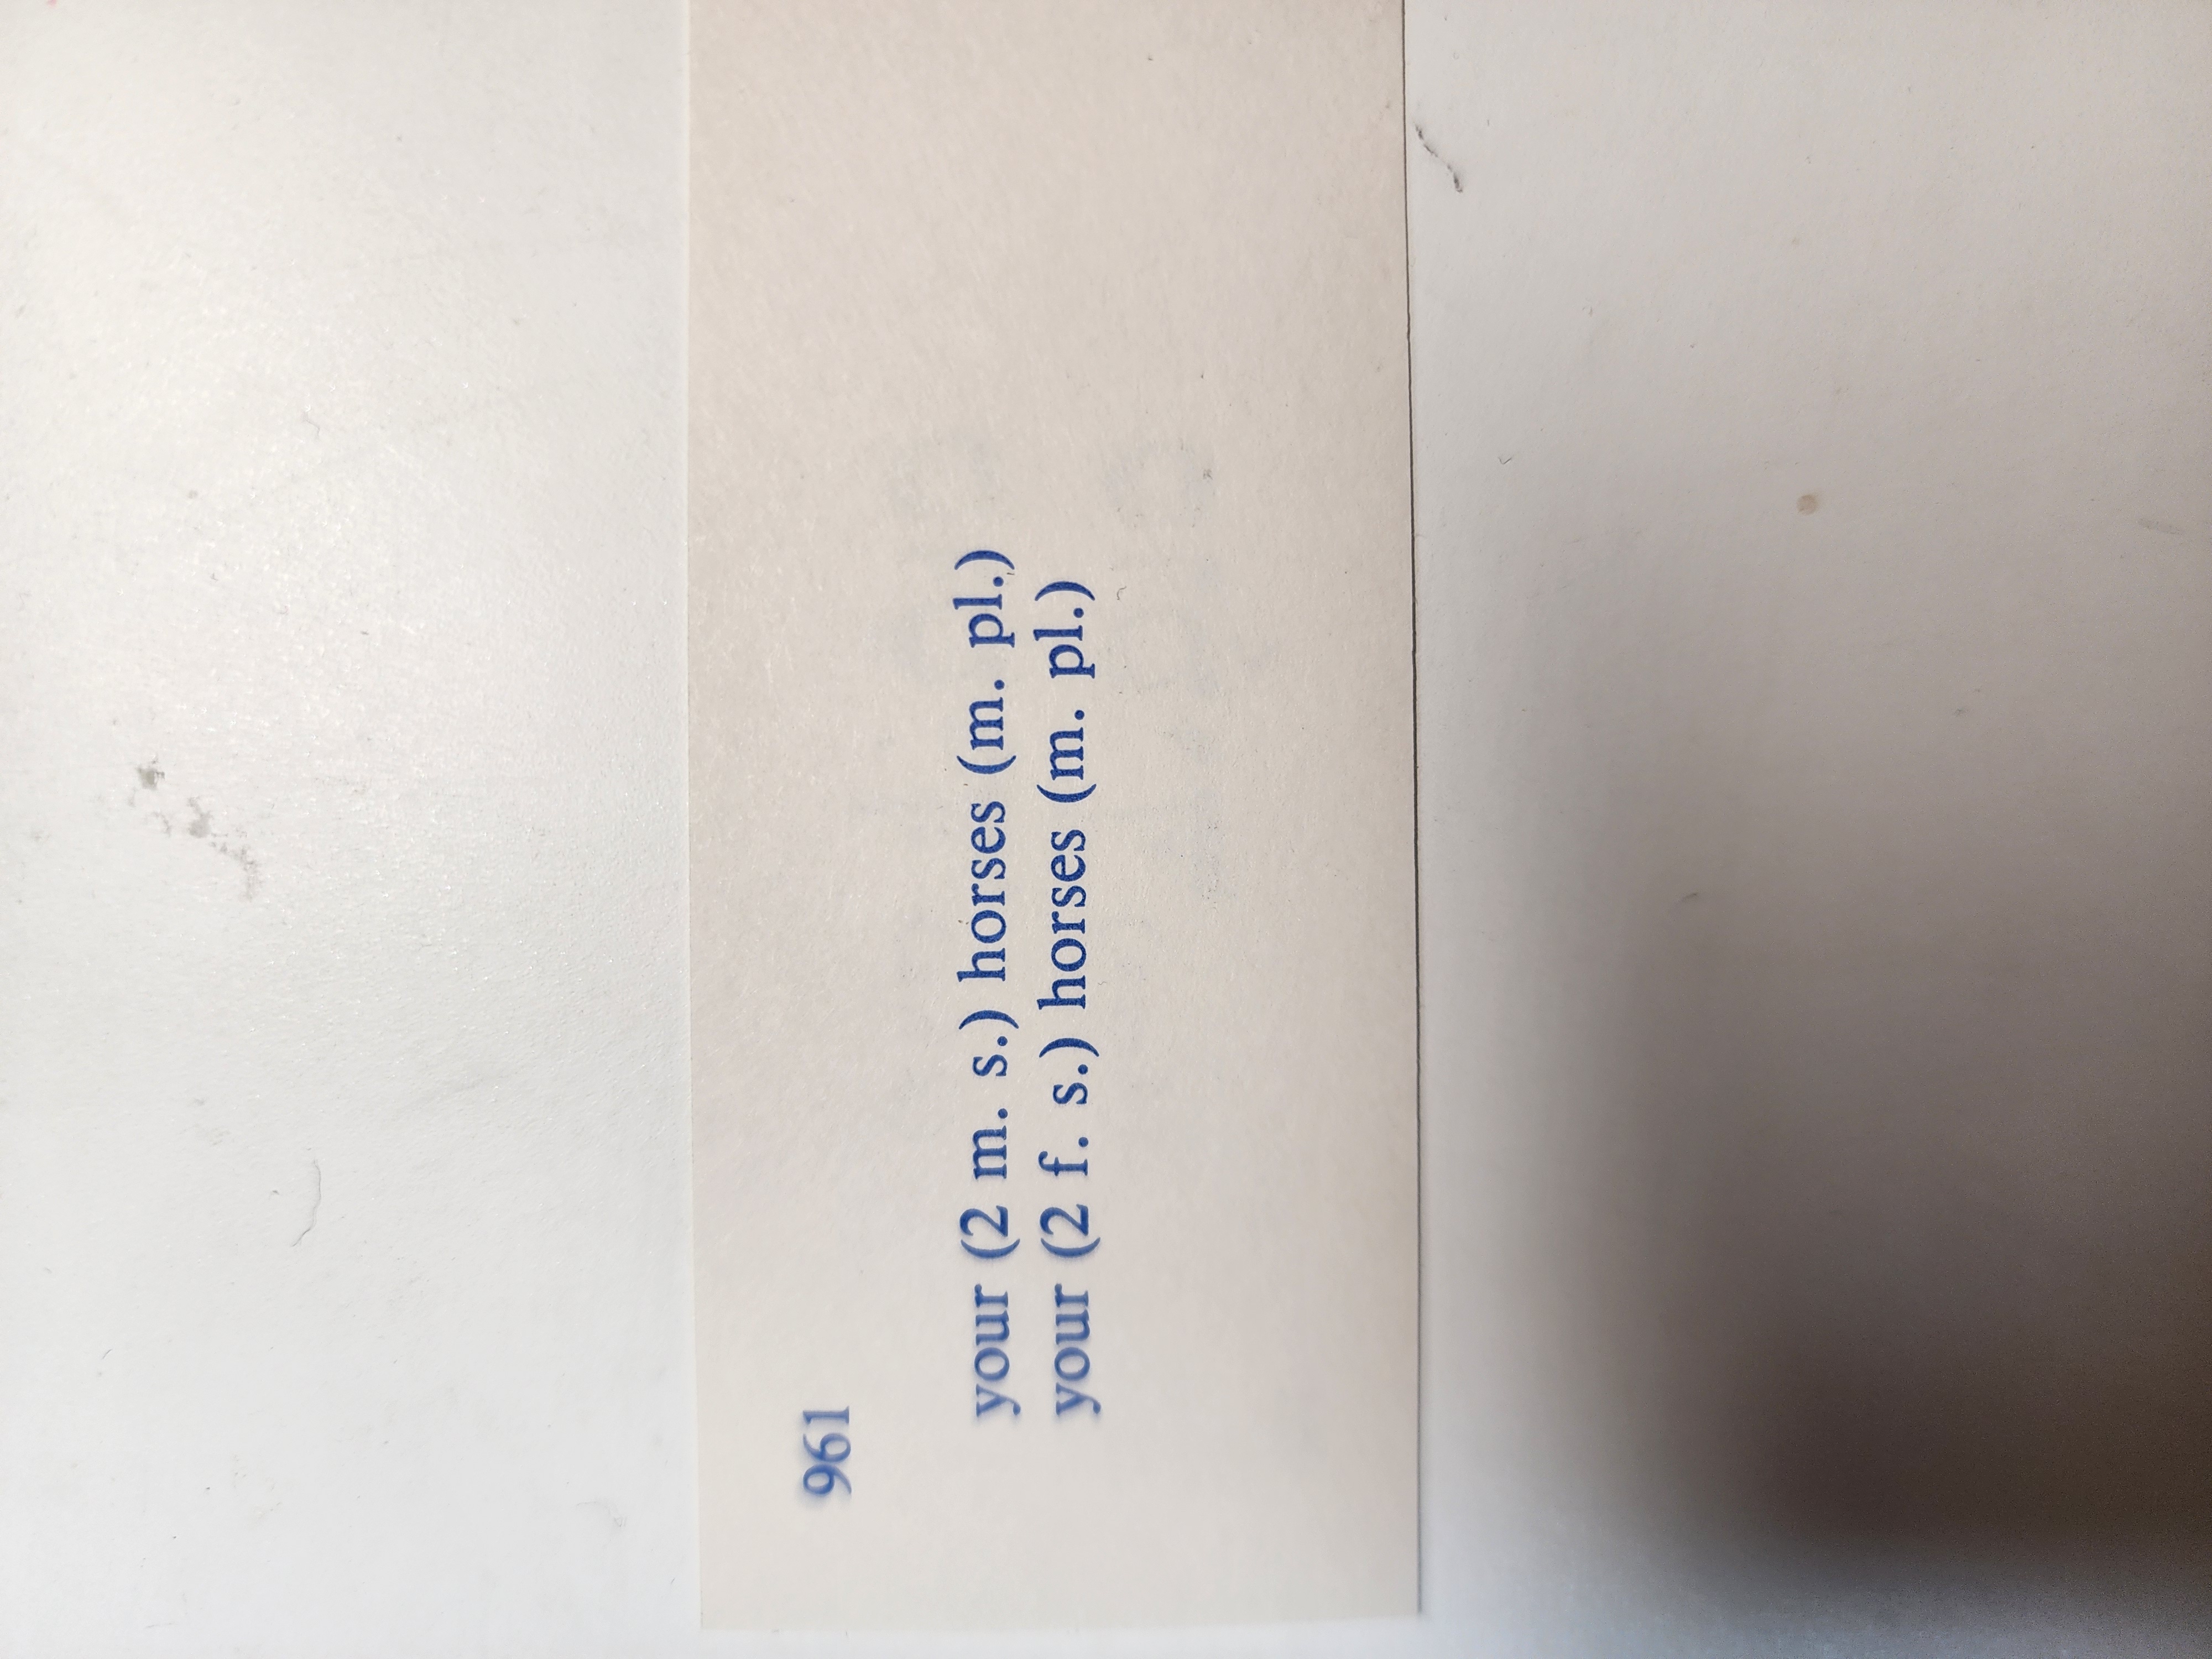 961
your (2 m. s.) horses (m. pl.)
your (2 f. s.) horses (m. pl.)